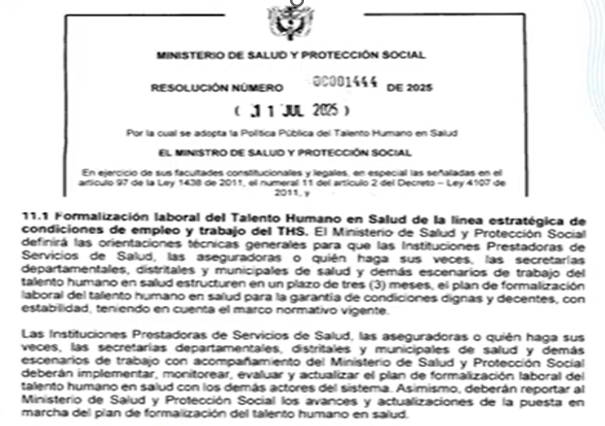 MINISTERIO DE SALUD Y PROTECCIÓN SOCIAL
RESOLUCIÓN NÚMERO 00001444 DE 2025
( 11 JUL 2025 )
Por la cual se adopta la Política Pública del Talento Humano en Salud
EL MINISTRO DE SALUD Y PROTECCIÓN SOCIAL
En ejercicio de sus facultades constitucionales y legales, en especial las señaladas en el
artículo 97 de la Ley 1438 de 2011, el numeral 11 del artículo 2 del Decreto – Ley 4107 de
2011, y
11.1 Formalización laboral del Talento Humano en Salud de la línea estratégica de
condiciones de empleo y trabajo del THS. El Ministerio de Salud y Protección Social
definirá las orientaciones técnicas generales para que las Instituciones Prestadoras de
Servicios de Salud, las aseguradoras o quién haga sus veces, las secretarías
departamentales, distritales y municipales de salud y demás escenarios de trabajo del
talento humano en salud estructuren en un plazo de tres (3) meses, el plan de formalización
laboral del talento humano en salud para la garantía de condiciones dignas y decentes, con
estabilidad, teniendo en cuenta el marco normativo vigente.
Las Instituciones Prestadoras de Servicios de Salud, las aseguradoras o quién haga sus
veces, las secretarías departamentales, distritales y municipales de salud y demás
escenarios de trabajo con acompañamiento del Ministerio de Salud y Protección Social
deberán implementar, monitorear, evaluar y actualizar el plan de formalización laboral del
talento humano en salud con los demás actores del sistema. Asimismo, deberán reportar al
Ministerio de Salud y Protección Social los avances y actualizaciones de la puesta en
marcha del plan de formalización del talento humano en salud.